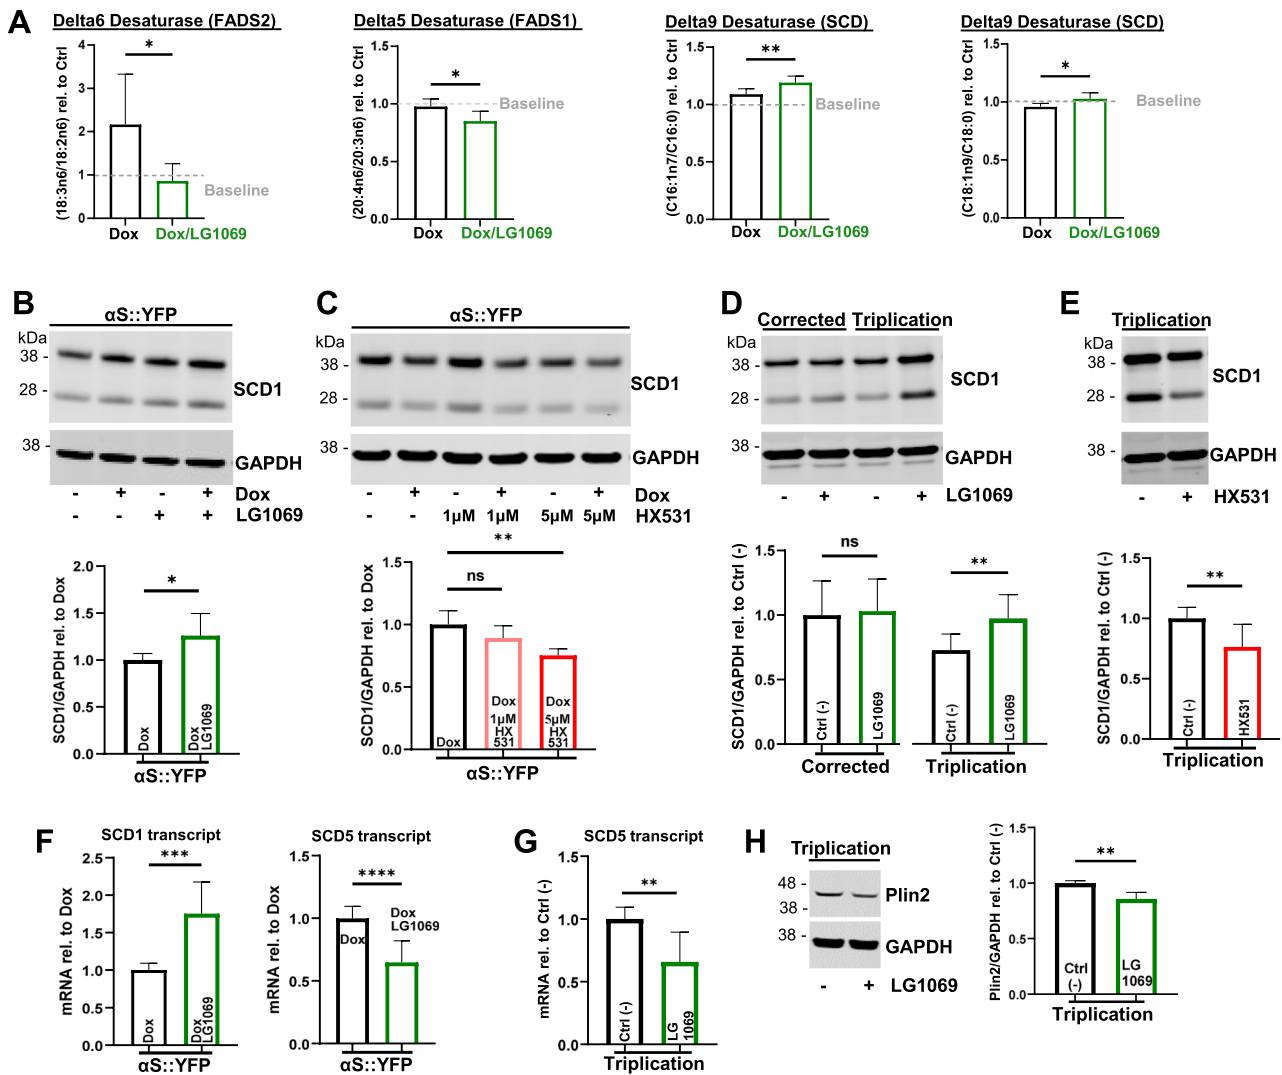 A
Delta6 Desaturase (FADS2)
(18:3n6/18:2n6) rel. to Ctrl
4
3
2
1
0
*
Baseline
Dox
Dox/LG1069
Delta5 Desaturase (FADS1)
(20:4n6/20:3n6) rel. to Ctrl
1.5
1.0
0.5
0.0
*
Baseline
Dox
Dox/LG1069
Delta9 Desaturase (SCD)
(C16:1n7/C16:0) rel. to Ctrl
1.5
1.0
0.5
0.0
**
Baseline
Dox
Dox/LG1069
Delta9 Desaturase (SCD)
(C18:1n9/C18:0) rel. to Ctrl
1.5
1.0
0.5
0.0
*
Baseline
Dox
Dox/LG1069
B
αS::YFP
kDa
38 -
28 -
SCD1
38 -
GAPDH
- + - + Dox
- - + + LG1069
SCD1/GAPDH rel. to Dox
2.0
1.5
1.0
0.5
0.0
*
Dox
Dox
LG1069
αS::YFP
C
αS::YFP
kDa
38 -
28 -
SCD1
38 -
GAPDH
- + - + - + Dox
- - 1µM 1µM 5µM 5µM HX531
SCD1/GAPDH rel. to Dox
1.5
1.0
0.5
0.0
**
ns
Dox
Dox
1µM
HX
531
Dox
5µM
HX
531
αS::YFP
D
Corrected Triplication
kDa
38 -
28 -
SCD1
38 -
GAPDH
- + - + LG1069
SCD1/GAPDH rel. to Ctrl (-)
1.5
1.0
0.5
0.0
ns
**
Ctrl (-)
LG1069
Ctrl (-)
LG1069
Corrected
Triplication
E
Triplication
kDa
38 -
28 -
SCD1
38 -
GAPDH
- + HX531
SCD1/GAPDH rel. to Ctrl (-)
1.5
1.0
0.5
0.0
**
Ctrl (-)
HX531
Triplication
F
SCD1 transcript
mRNA rel. to Dox
2.5
2.0
1.5
1.0
0.5
0.0
***
Dox
Dox
LG1069
αS::YFP
SCD5 transcript
mRNA rel. to Dox
1.5
1.0
0.5
0.0
****
Dox
Dox
LG1069
αS::YFP
G
SCD5 transcript
mRNA rel. to Ctrl (-)
1.5
1.0
0.5
0.0
**
Ctrl (-)
LG
1069
Triplication
H
Triplication
48 -
38 -
Plin2
38 -
GAPDH
- + LG1069
Plin2/GAPDH rel. to Ctrl (-)
1.5
1.0
0.5
0.0
**
Ctrl
(-)
LG
1069
Triplication